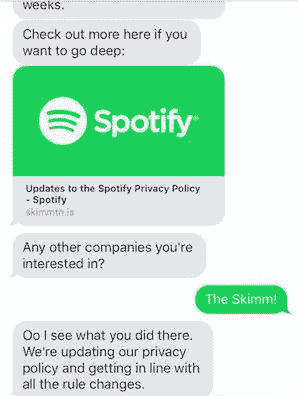 weeks.
Check out more here if you
want to go deep:
Spotify
Updates to the Spotify Privacy Policy
- Spotify
skimmth.is
Any other companies you're
interested in?
The Skimm!
Oo I see what you did there.
We're updating our privacy
policy and getting in line with
all the rule changes.